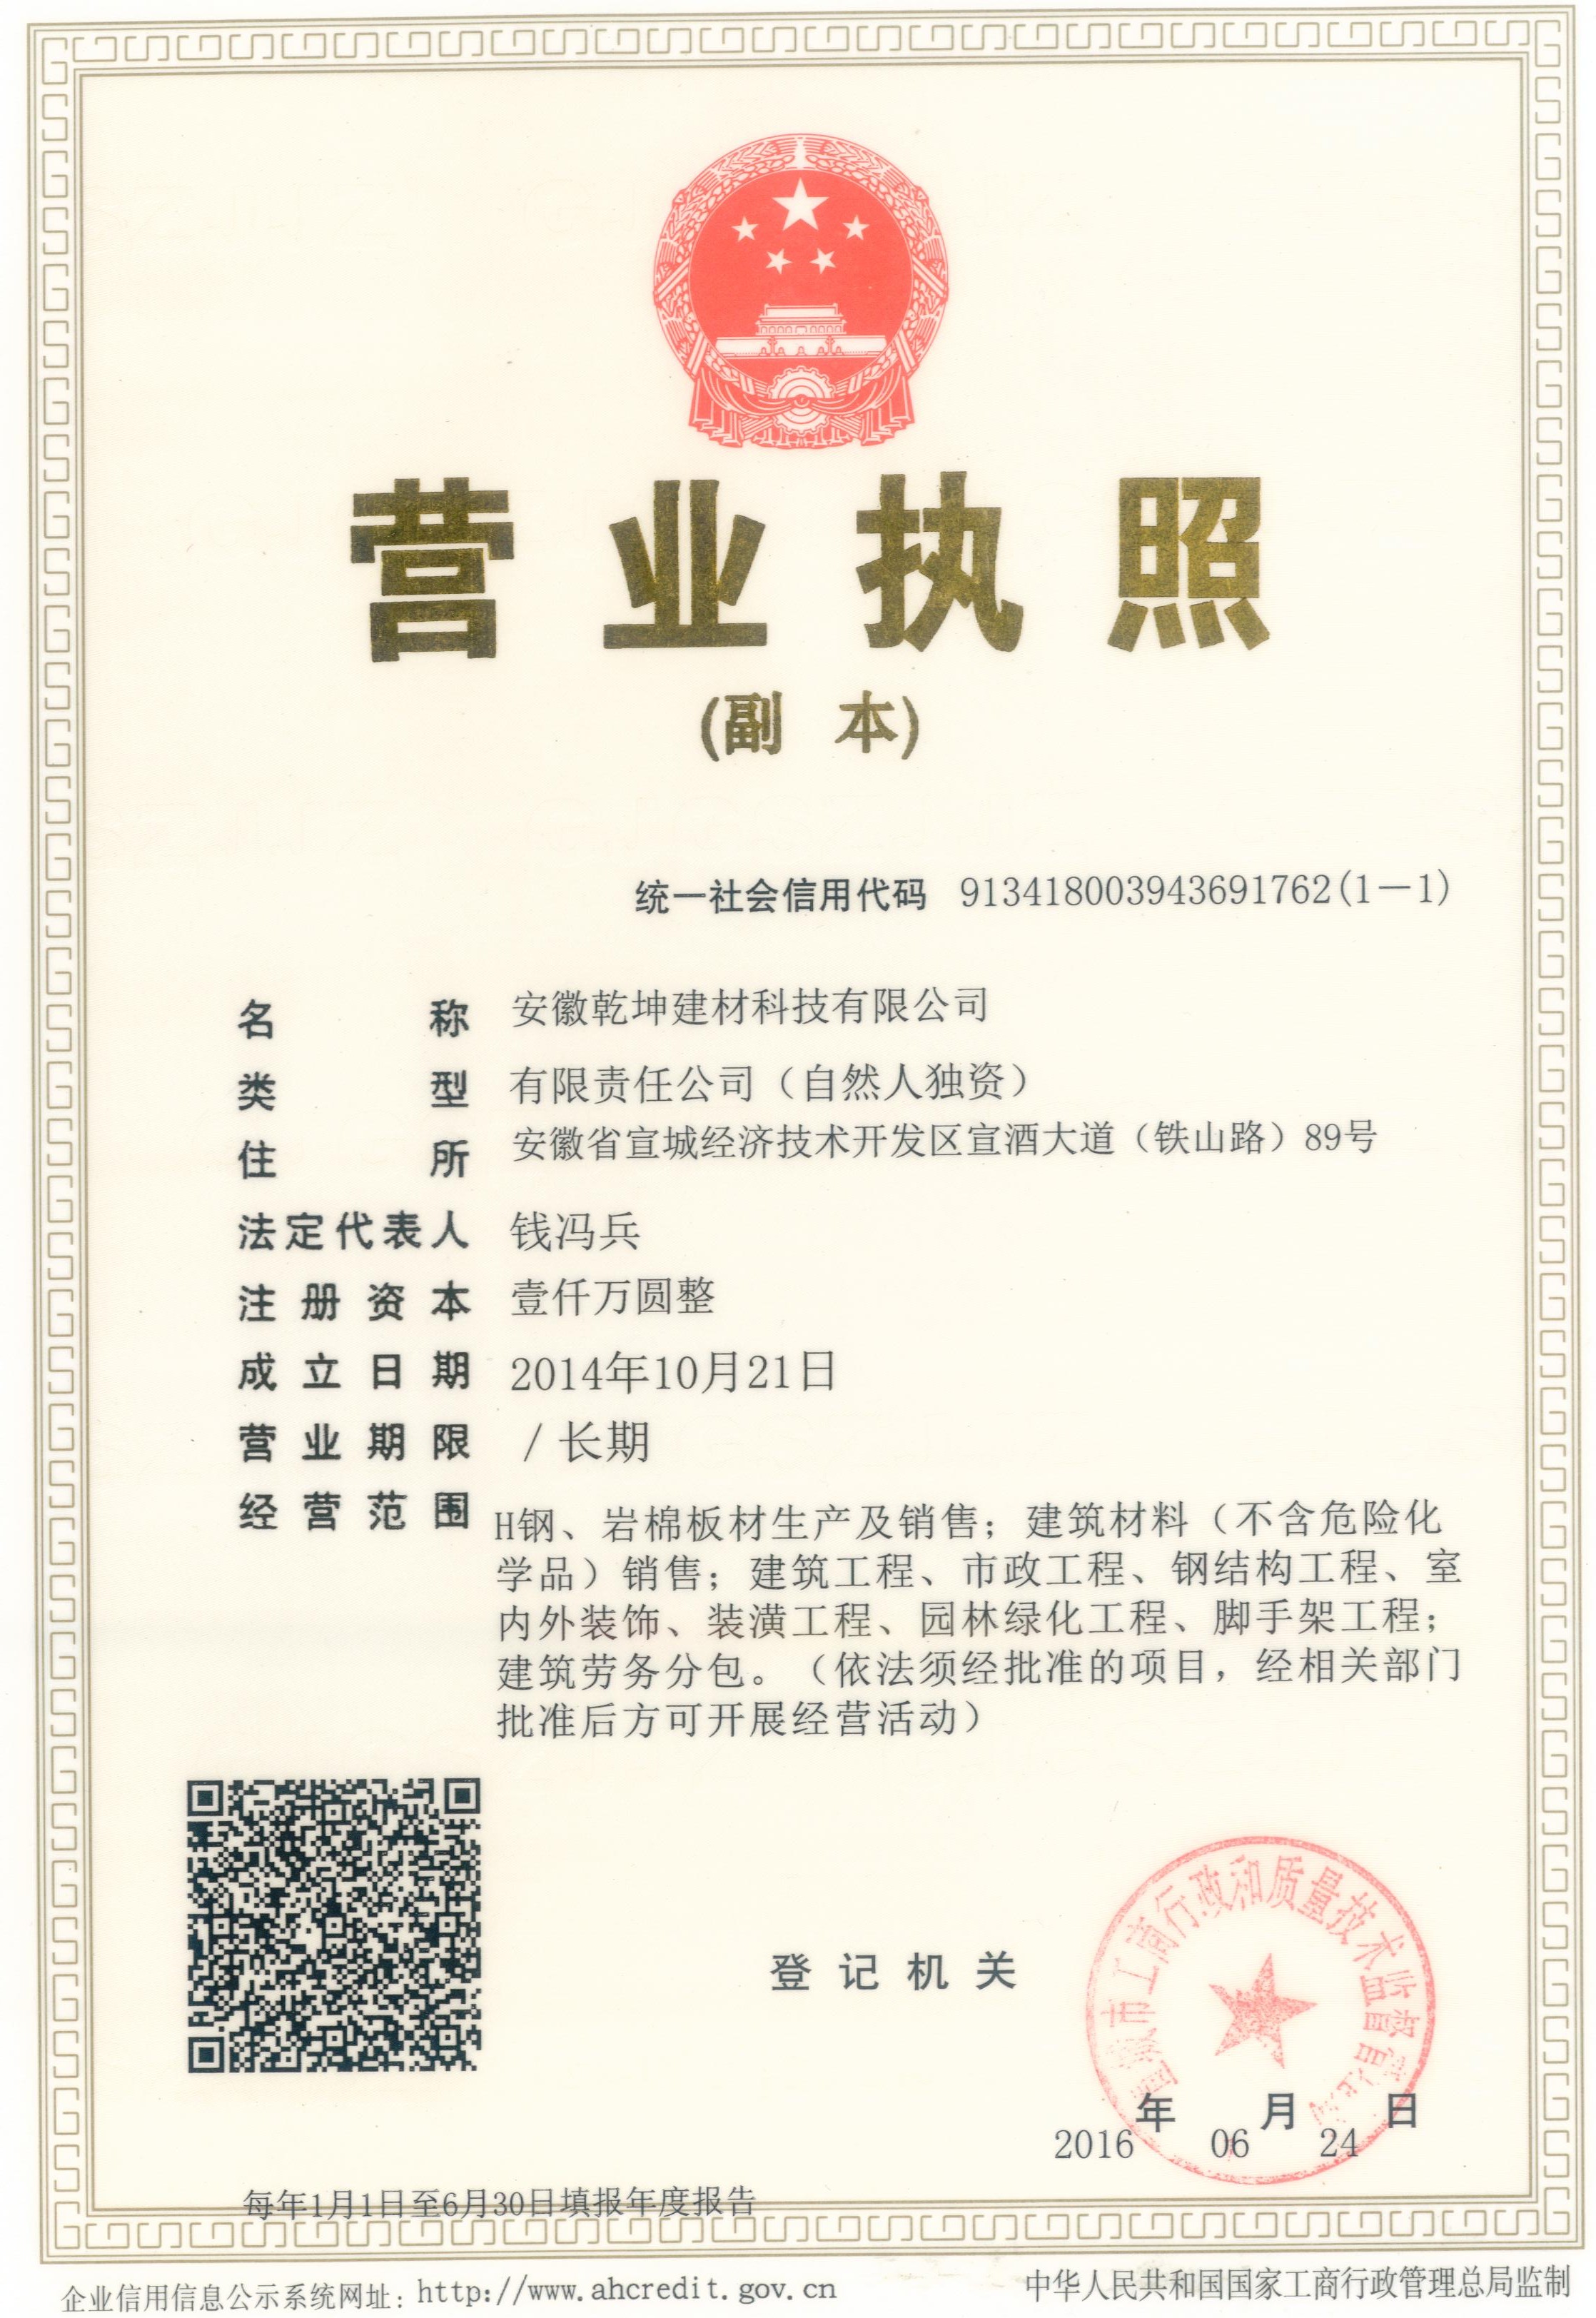 营业执照
(副本)
统一社会信用代码 913418003943691762(1-1)
名称 安徽乾坤建材科技有限公司
类型 有限责任公司（自然人独资）
住所 安徽省宣城经济技术开发区宣酒大道（铁山路）89号
法定代表人 钱冯兵
注册资本 壹仟万圆整
成立日期 2014年10月21日
营业期限 /长期
经营范围 H钢、岩棉板材生产及销售；建筑材料（不含危险化
学品）销售；建筑工程、市政工程、钢结构工程、室
内外装饰、装潢工程、园林绿化工程、脚手架工程；
建筑劳务分包。（依法须经批准的项目，经相关部门
批准后方可开展经营活动）
宣城市工商行政和质量技术监督管理局
登记机关
2016年06月24日
每年1月1日至6月30日填报年度报告
企业信用信息公示系统网址：http://www.ahcredit.gov.cn
中华人民共和国国家工商行政管理总局监制